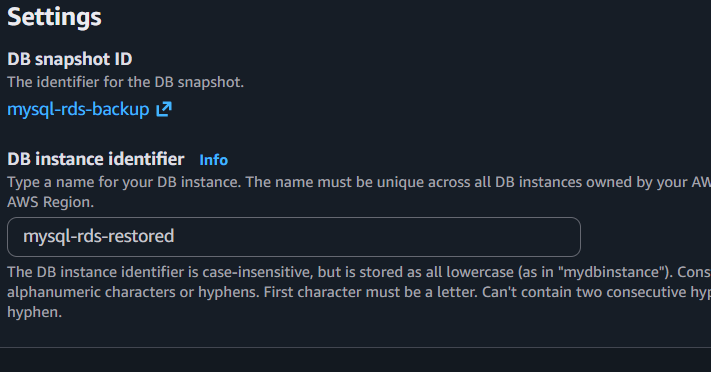 Settings
DB snapshot ID
The identifier for the DB snapshot.
mysql-rds-backup
DB instance identifier Info
Type a name for your DB instance. The name must be unique across all DB instances owned by your AW
AWS Region.
mysql-rds-restored
The DB instance identifier is case-insensitive, but is stored as all lowercase (as in "mydbinstance"). Cons
alphanumeric characters or hyphens. First character must be a letter. Can't contain two consecutive hyp
hyphen.